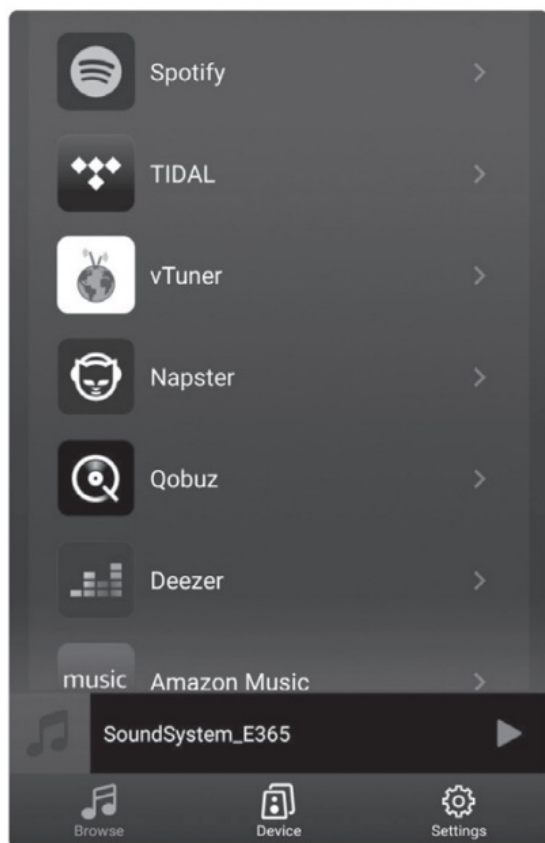 Spotify
TIDAL
vTuner
Napster
Qobuz
Deezer
music Amazon Music
SoundSystem_E365
Browse Device Settings